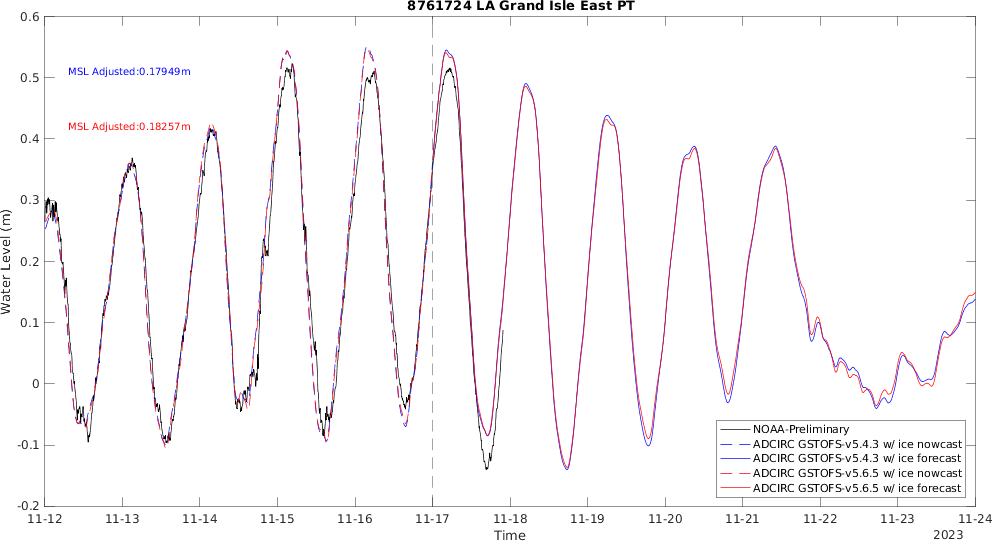 8761724 LA Grand Isle East PT
0.6
0.5
0.4
0.3
0.2
0.1
0
-0.1
-0.2
Water Level (m)
MSL Adjusted:0.17949m
MSL Adjusted:0.18257m
NOAA-Preliminary
ADCIRC GSTOFS-v5.4.3 w/ ice nowcast
ADCIRC GSTOFS-v5.4.3 w/ ice forecast
ADCIRC GSTOFS-v5.6.5 w/ ice nowcast
ADCIRC GSTOFS-v5.6.5 w/ ice forecast
11-12 11-13 11-14 11-15 11-16 11-17 11-18 11-19 11-20 11-21 11-22 11-23 11-24
Time
2023